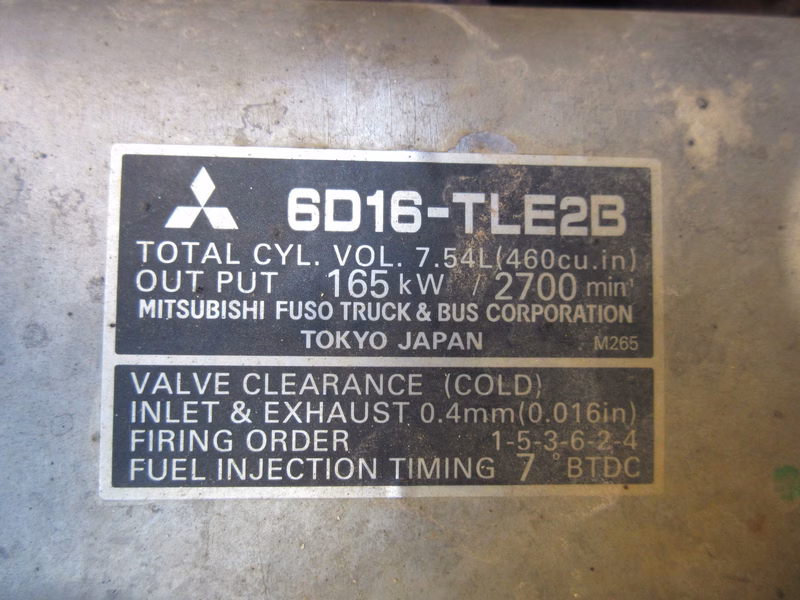 6D16-TLE2B
TOTAL CYL. VOL. 7.54L(460cu.in)
OUT PUT 165 kW / 2700 min⁻¹
MITSUBISHI FUSO TRUCK & BUS CORPORATION
TOKYO JAPAN M265
VALVE CLEARANCE (COLD)
INLET & EXHAUST 0.4mm(0.016in)
FIRING ORDER 1-5-3-6-2-4
FUEL INJECTION TIMING 7° BTDC